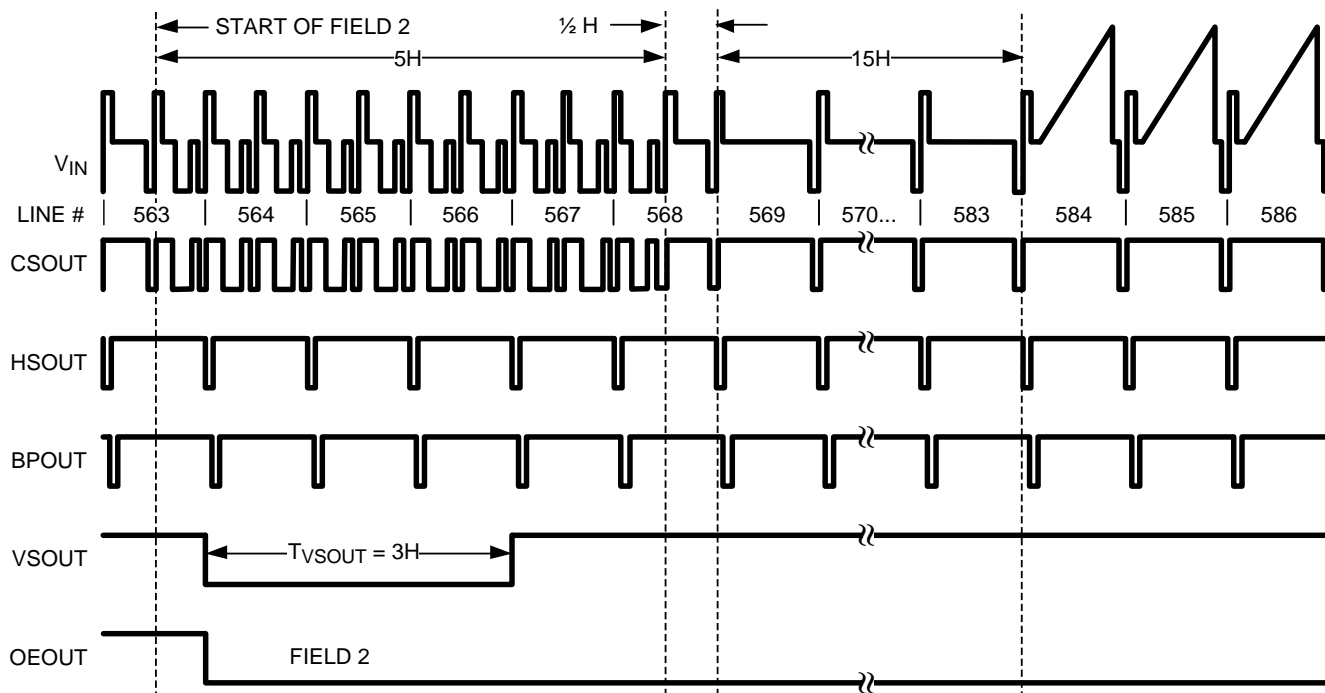 START OF FIELD 2
½ H
5H
15H
VIN
LINE # 563 564 565 566 567 568 569 570... 583 584 585 586
CSOUT
HSOUT
BPOUT
VSOUT
TVSOUT = 3H
OEOUT
FIELD 2